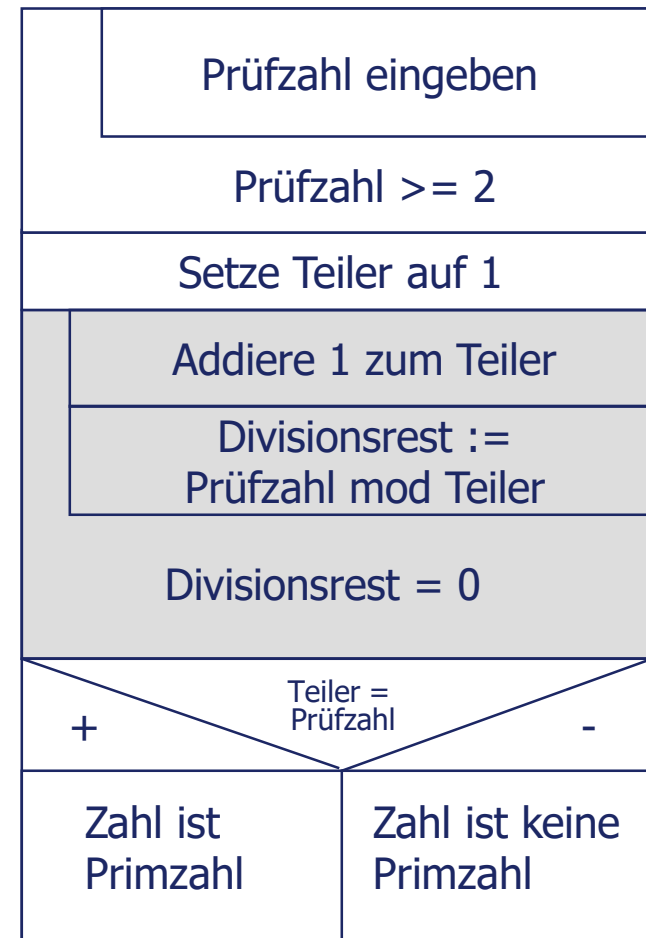 Prüfzahl eingeben
Prüfzahl >= 2
Setze Teiler auf 1
Addiere 1 zum Teiler
Divisionsrest :=
Prüfzahl mod Teiler
Divisionsrest = 0
Teiler =
Prüfzahl
+
-
Zahl ist
Primzahl
Zahl ist keine
Primzahl